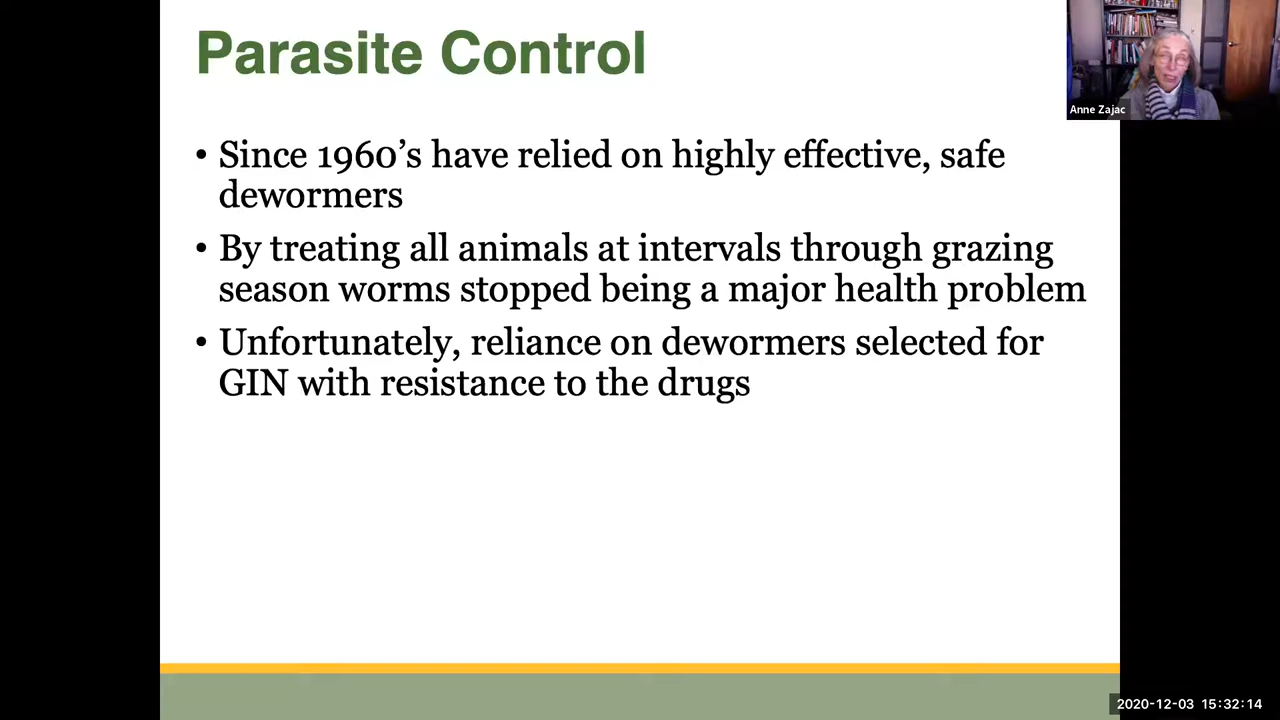 Parasite Control
Anne Zajac
• Since 1960’s have relied on highly effective, safe
dewormers
• By treating all animals at intervals through grazing
season worms stopped being a major health problem
• Unfortunately, reliance on dewormers selected for
GIN with resistance to the drugs
2020-12-03 15:32:14